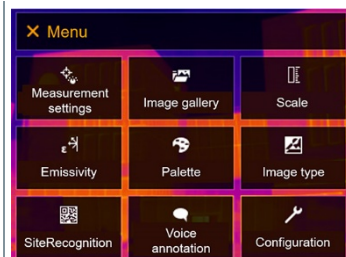 × Menu
Measurement
settings
Image gallery
Scale
ε
Emissivity
Palette
Image type
SiteRecognition
Voice
annotation
Configuration